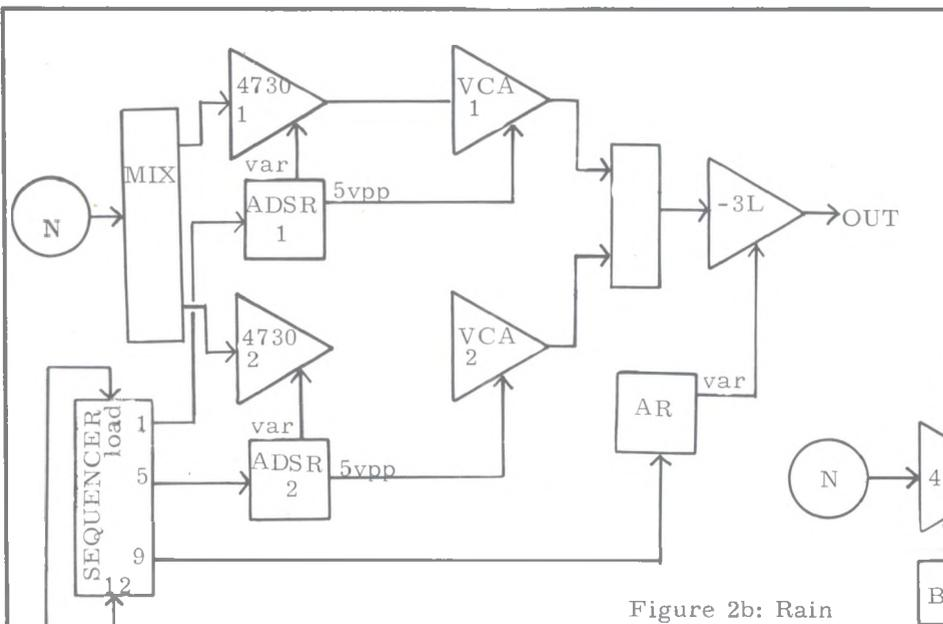 4730
1
VCA
1
MIX
var
ADSR
1
5vpp
-3L
OUT
N
4730
2
VCA
2
var
ADSR
2
5vpp
AR
var
SEQUENCER
load
1
5
9
12
N
4
B
Figure 2b: Rain